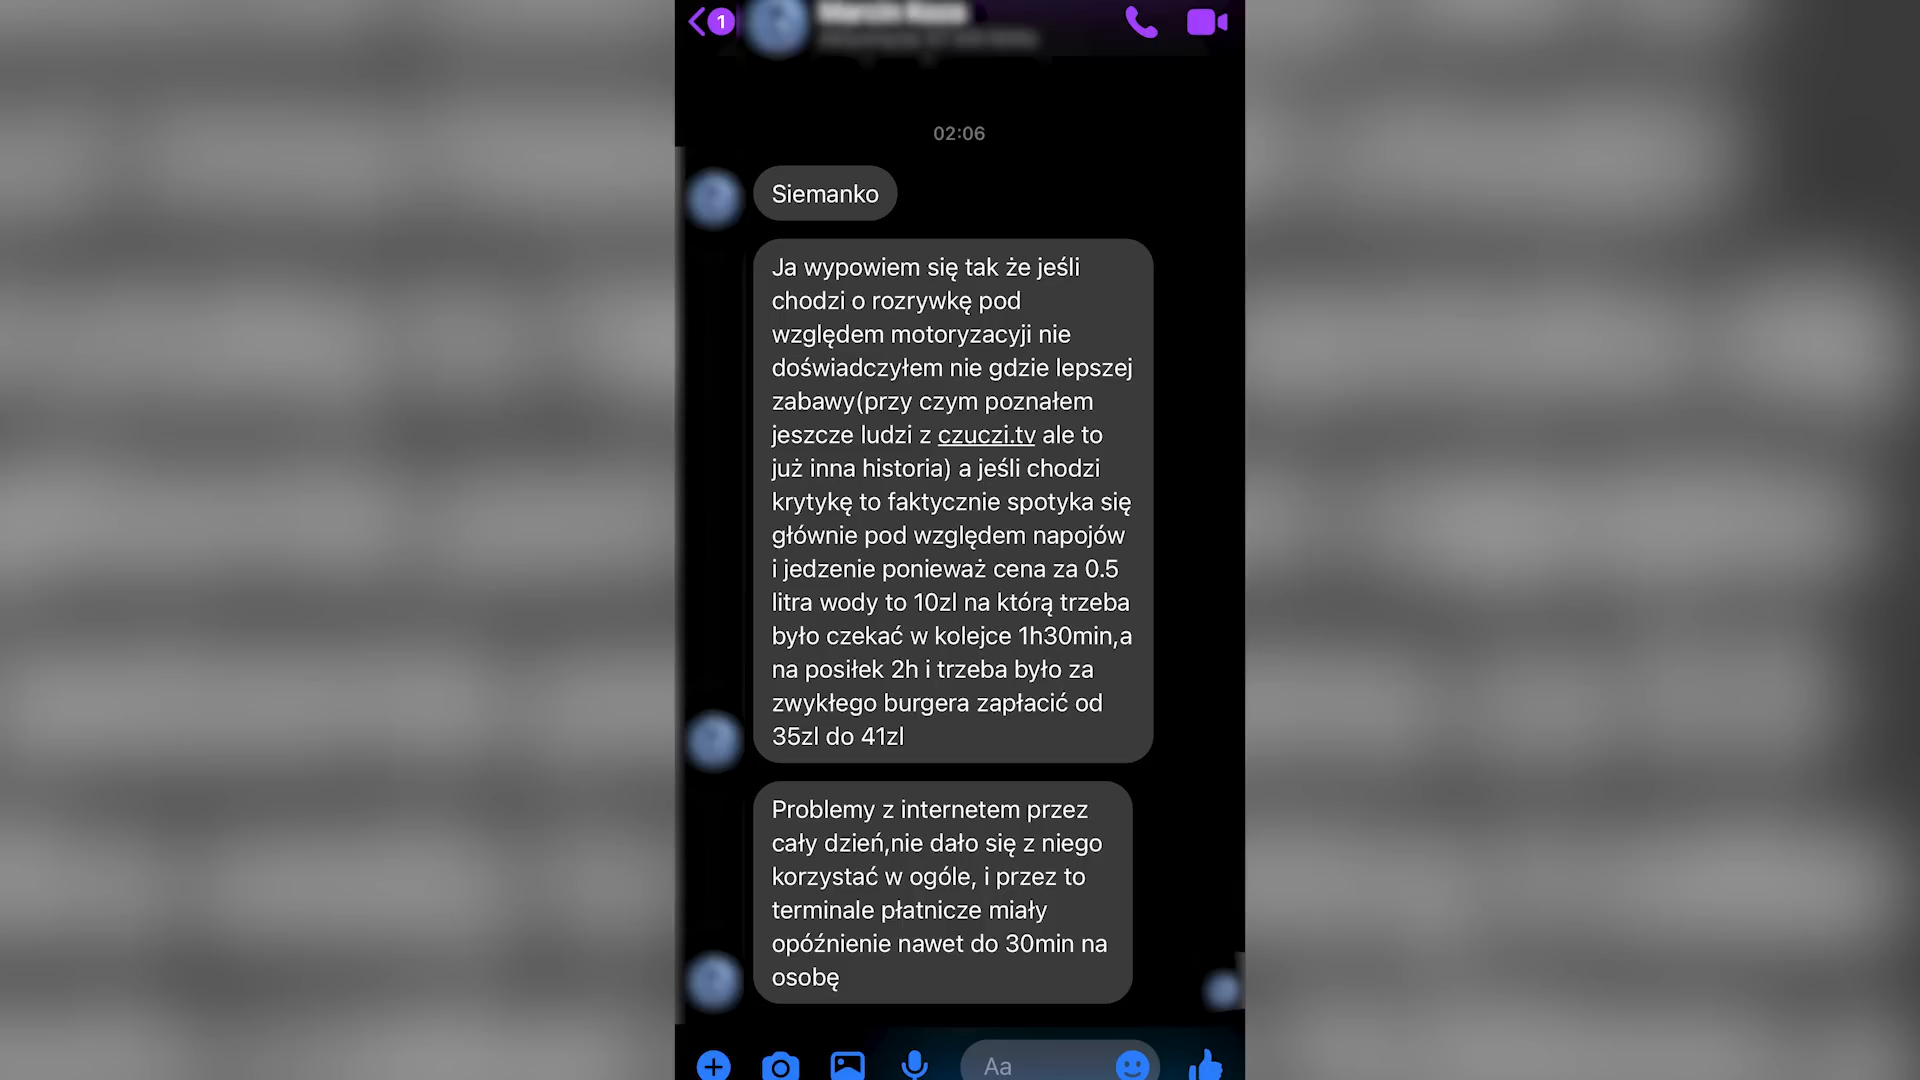 1
02:06
Siemanko
Ja wypowiem się tak że jeśli
chodzi o rozrywkę pod
względem motoryzacyji nie
doświadczyłem nie gdzie lepszej
zabawy(przy czym poznałem
jeszcze ludzi z czuczi.tv ale to
już inna historia) a jeśli chodzi
krytykę to faktycznie spotyka się
głównie pod względem napojów
i jedzenie ponieważ cena za 0.5
litra wody to 10zl na którą trzeba
było czekać w kolejce 1h30min,a
na posiłek 2h i trzeba było za
zwykłego burgera zapłacić od
35zl do 41zl
Problemy z internetem przez
cały dzień,nie dało się z niego
korzystać w ogóle, i przez to
terminale płatnicze miały
opóźnienie nawet do 30min na
osobę
Aa